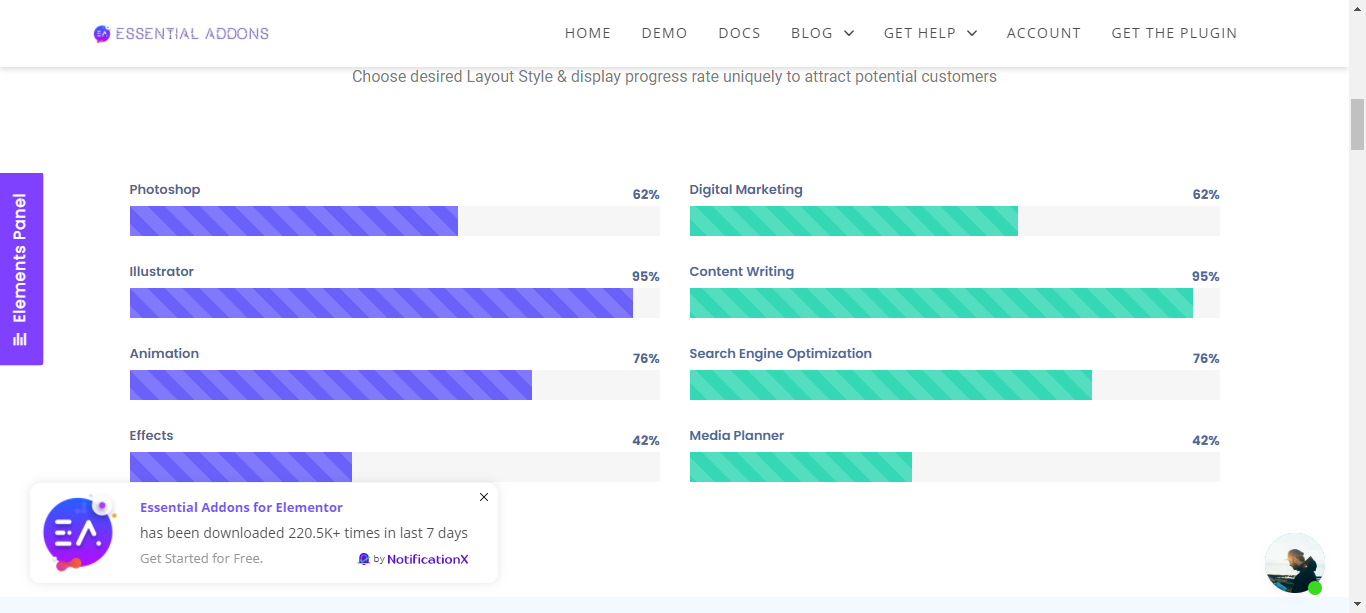 ESSENTIAL ADDONS
HOME DEMO DOCS BLOG GET HELP ACCOUNT GET THE PLUGIN
Choose desired Layout Style & display progress rate uniquely to attract potential customers
Elements Panel
Photoshop 62%
Digital Marketing 62%
Illustrator 95%
Content Writing 95%
Animation 76%
Search Engine Optimization 76%
Effects 42%
Media Planner 42%
EA
Essential Addons for Elementor
has been downloaded 220.5K+ times in last 7 days
Get Started for Free. by NotificationX